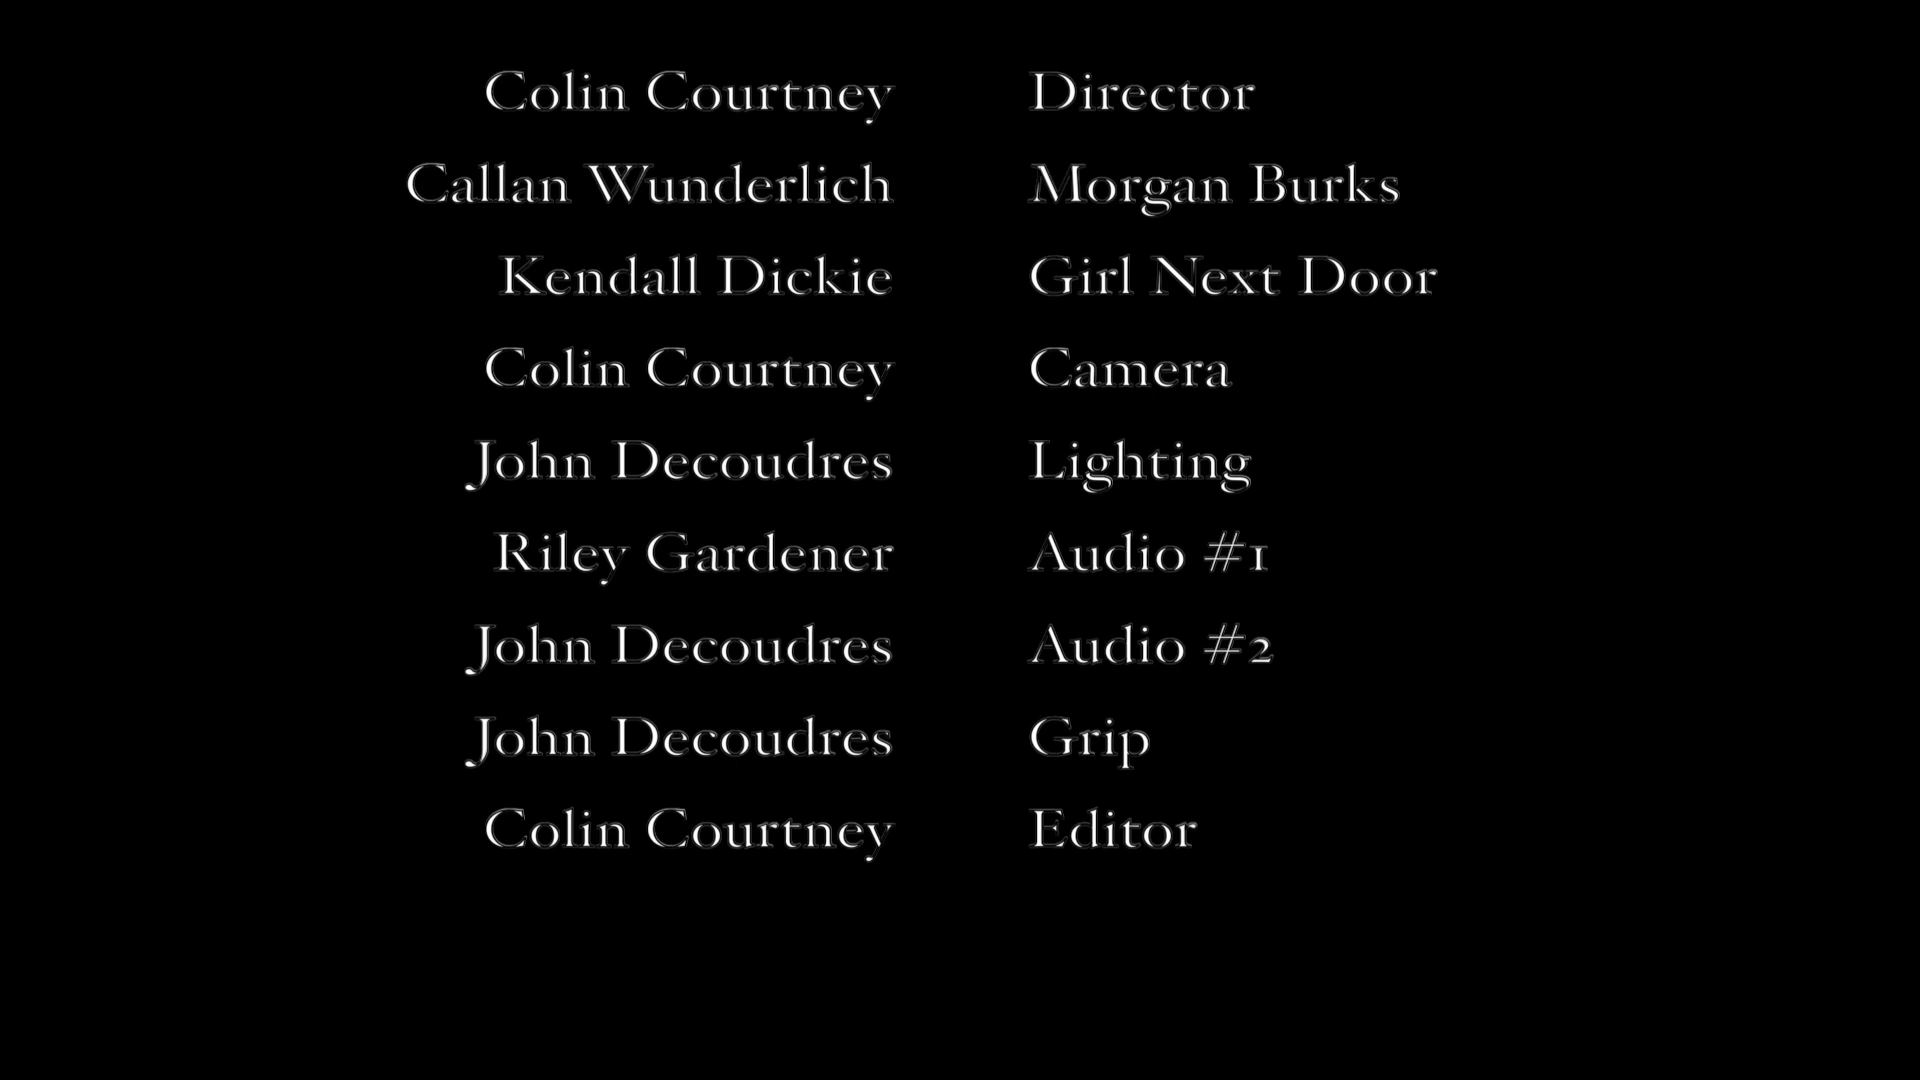 Colin Courtney Director
Callan Wunderlich Morgan Burks
Kendall Dickie Girl Next Door
Colin Courtney Camera
John Decoudres Lighting
Riley Gardener Audio #1
John Decoudres Audio #2
John Decoudres Grip
Colin Courtney Editor